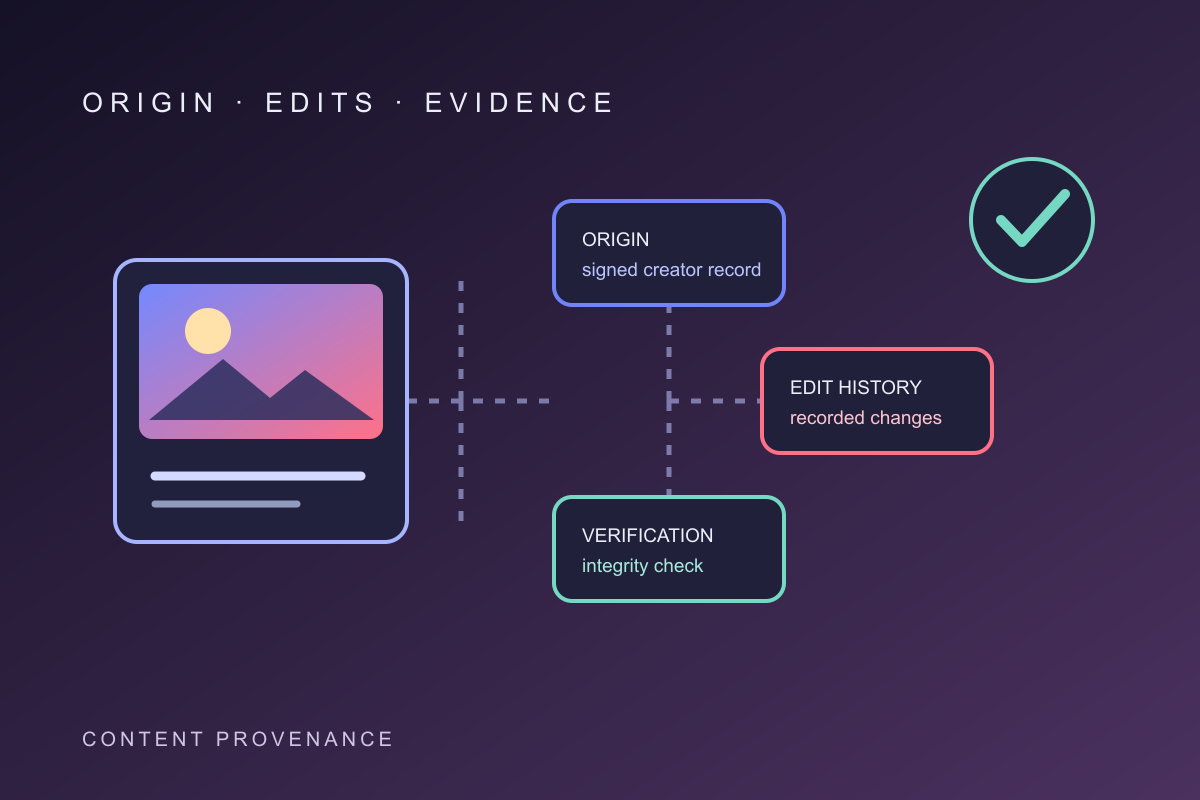 ORIGIN · EDITS · EVIDENCE
ORIGIN
signed creator record
EDIT HISTORY
recorded changes
VERIFICATION
integrity check
CONTENT PROVENANCE